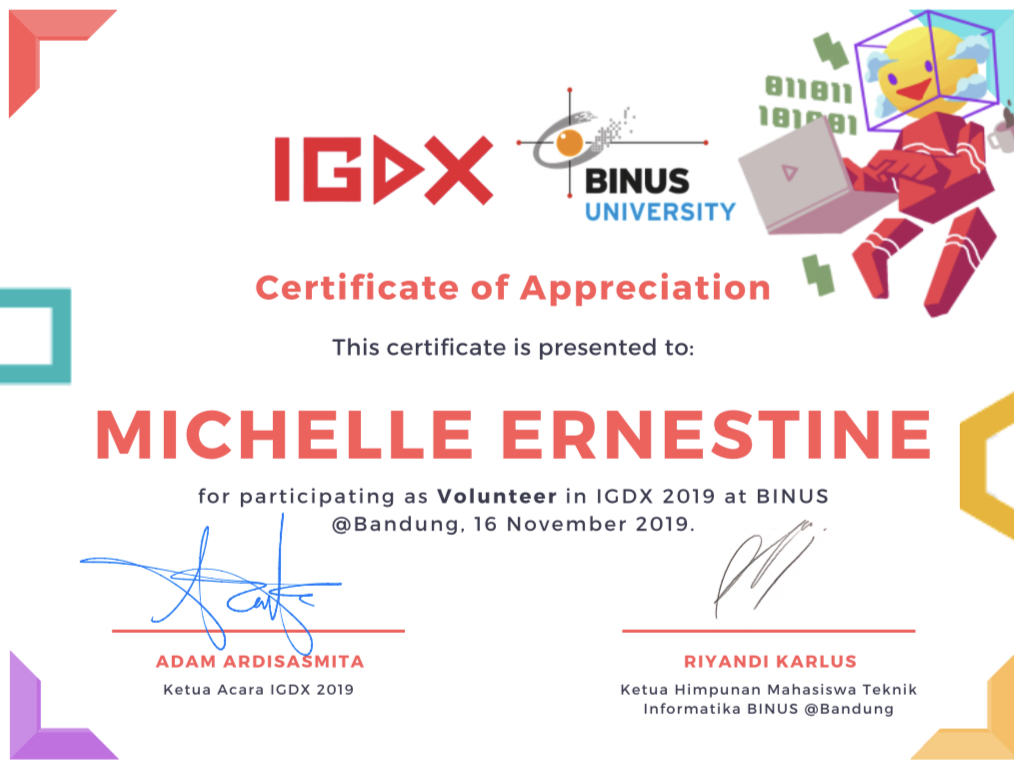 811811
181081
IGDX
BINUS
UNIVERSITY
Certificate of Appreciation
This certificate is presented to:
MICHELLE ERNESTINE
for participating as Volunteer in IGDX 2019 at BINUS
@Bandung, 16 November 2019.
ADAM ARDISASMITA
RIYANDI KARLUS
Ketua Acara IGDX 2019
Ketua Himpunan Mahasiswa Teknik
Informatika BINUS @Bandung